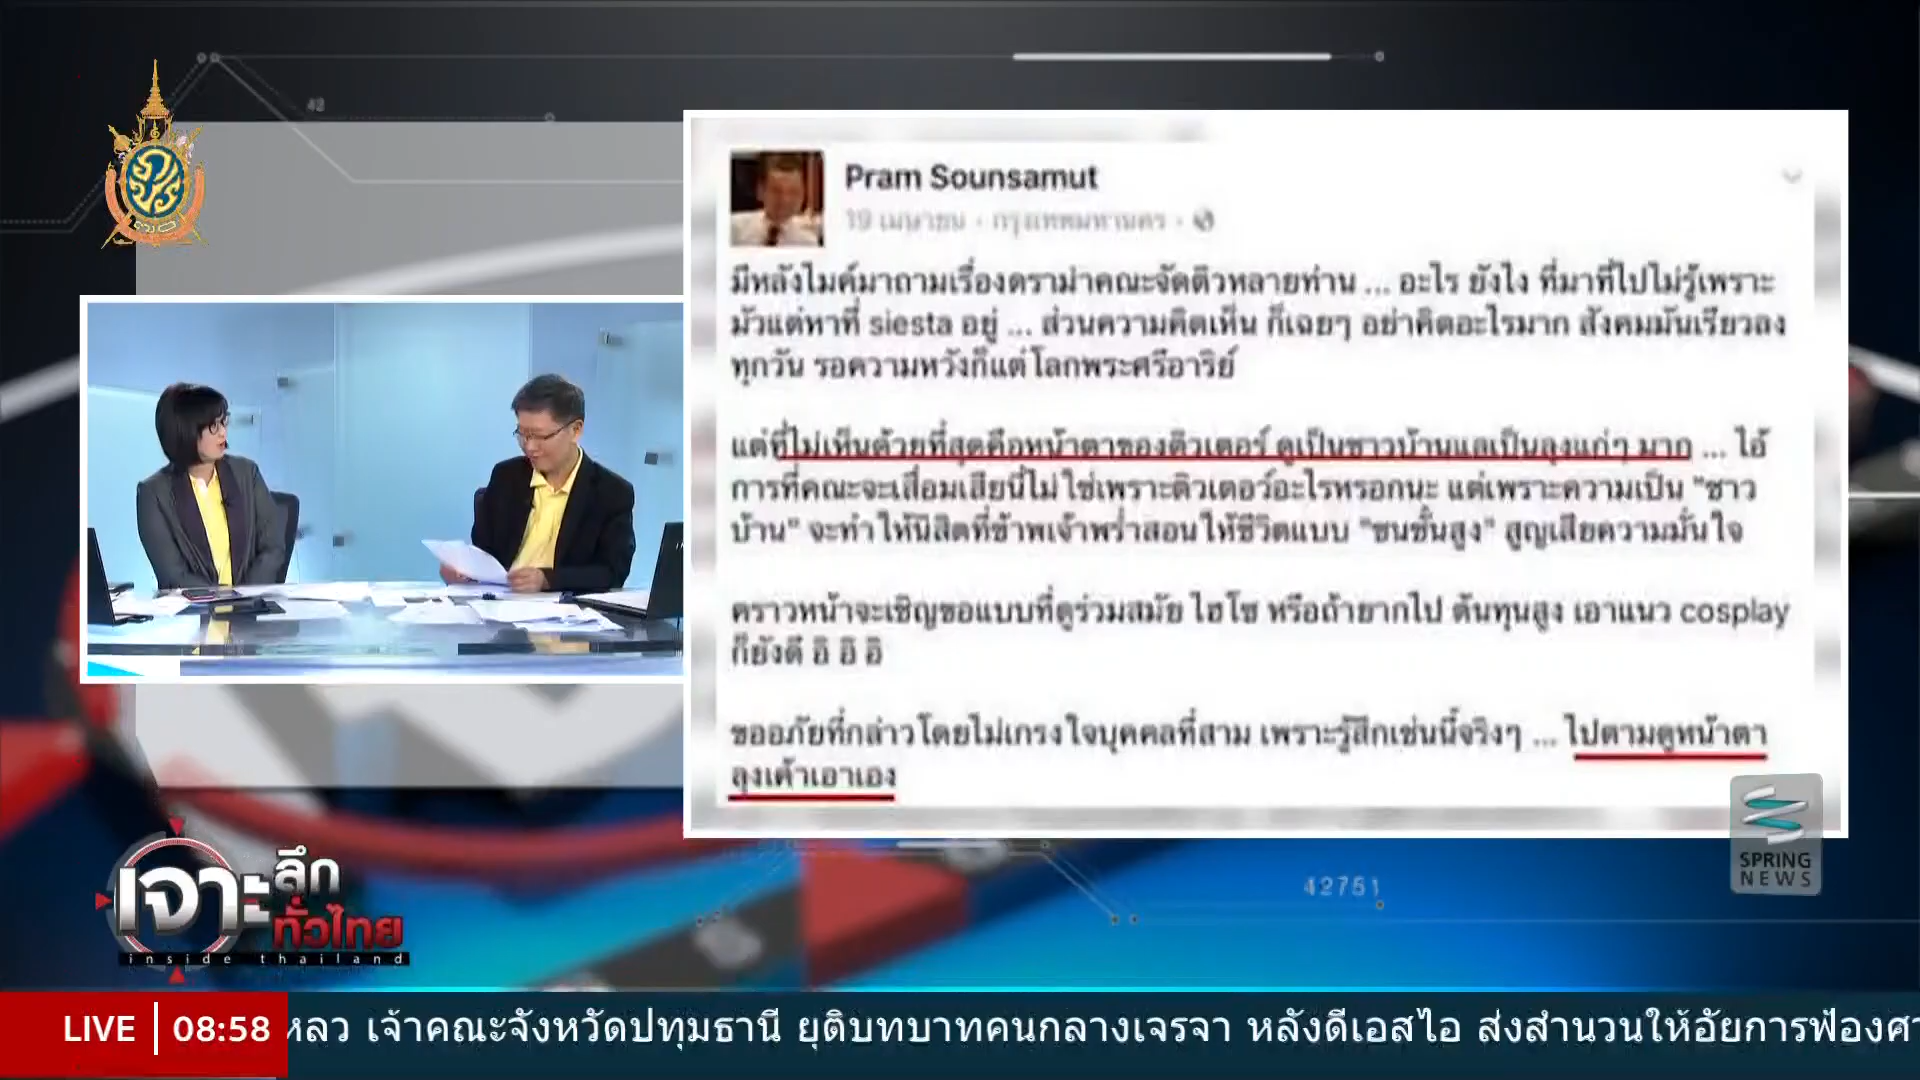 42
Pram Sounsamut
19 เมษายน · กรุงเทพมหานคร ·
มีหลังไมค์มาถามเรื่องดราม่าคณะจัดติวหลายท่าน ... อะไร ยังไง ที่มาที่ไปไม่รู้เพราะ
มัวแต่หาที่ siesta อยู่ ... ส่วนความคิดเห็น ก็เฉยๆ อย่าคิดอะไรมาก สังคมมันเรียวลง
ทุกวัน รอความหวังก็แต่โลกพระศรีอาริย์
แต่ที่ไม่เห็นด้วยที่สุดคือหน้าตาของติวเตอร์ ดูเป็นชาวบ้านแลเป็นลุงแก่ๆ มาก ... ไอ้
การที่คณะจะเสื่อมเสียนี่ไม่ใช่เพราะติวเตอร์อะไรหรอกนะ แต่เพราะความเป็น "ชาว
บ้าน" จะทำให้นิสิตที่ข้าพเจ้าพร่ำสอนให้ชีวิตแบบ "ชนชั้นสูง" สูญเสียความมั่นใจ
คราวหน้าจะเชิญขอแบบที่ดูร่วมสมัย ไฮโซ หรือถ้ายากไป ต้นทุนสูง เอาแนว cosplay
ก็ยังดี อิ อิ อิ
ขออภัยที่กล่าวโดยไม่เกรงใจบุคคลที่สาม เพราะรู้สึกเช่นนี้จริงๆ ... ไปตามดูหน้าตา
ลุงเค้าเอาเอง
SPRING
NEWS
42751
เจาะลึก
ทั่วไทย
inside thailand
LIVE 08:58 หลว เจ้าคณะจังหวัดปทุมธานี ยุติบทบาทคนกลางเจรจา หลังดีเอสไอ ส่งสำนวนให้อัยการฟ้องศา